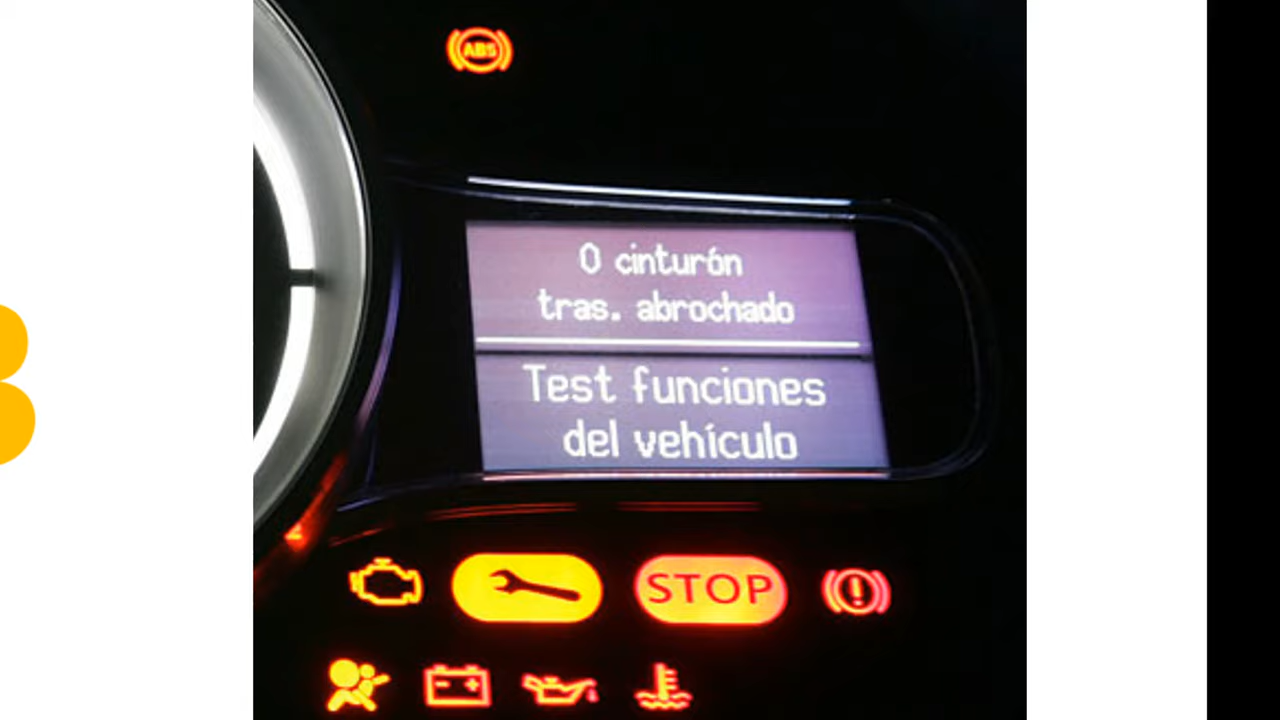 ABS
0 cinturón
tras. abrochado
Test funciones
del vehículo
STOP